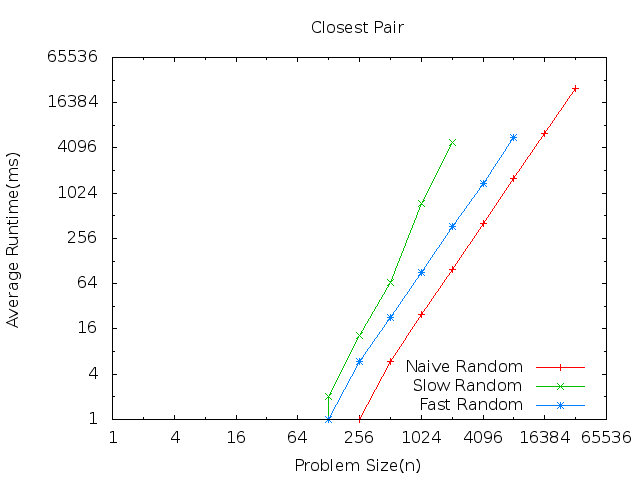 Closest Pair
Average Runtime(ms)
65536
16384
4096
1024
256
64
16
4
1
Naive Random
Slow Random
Fast Random
1 4 16 64 256 1024 4096 16384 65536
Problem Size(n)